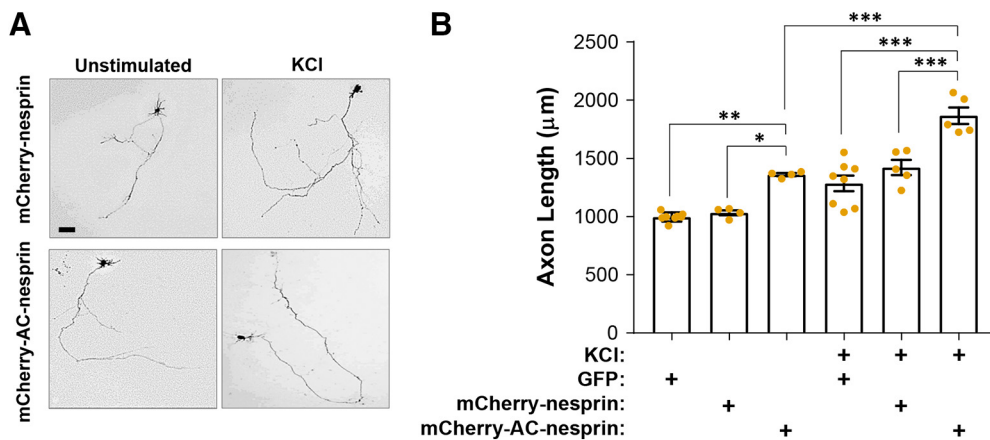 A
Unstimulated KCl
mCherry-nesprin
mCherry-AC-nesprin
B
Axon Length (μm)
2500
2000
1500
1000
500
0
***
***
***
**
*
KCl: + + +
GFP: + +
mCherry-nesprin: + +
mCherry-AC-nesprin: + +